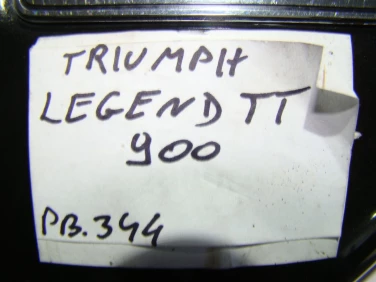 TRIUMPH
LEGEND TT
900
PB.344